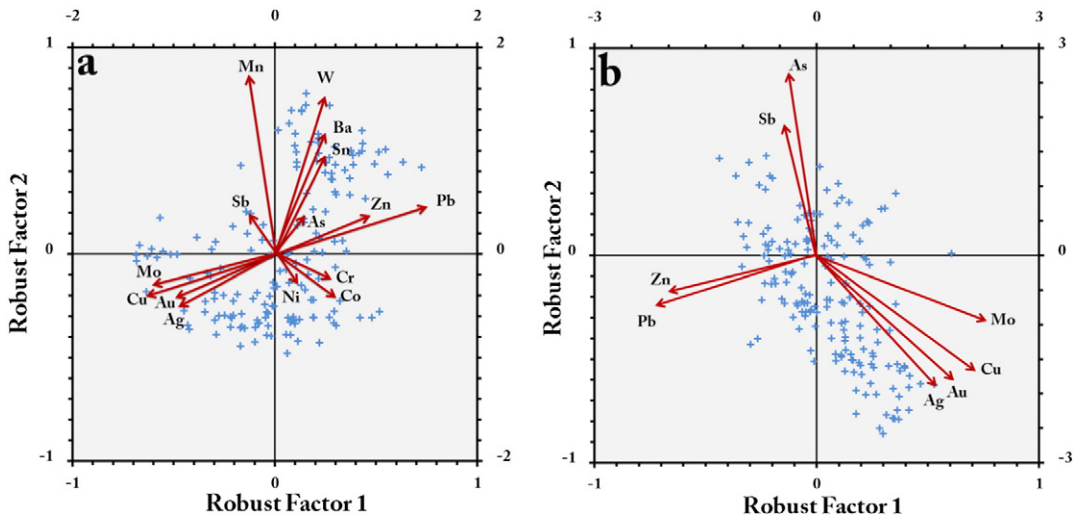 -2 0 2 -3 0 3
1 a 2 1 b 3
Mn W As
Ba Sb
Sn
Sb As Zn Pb
0 0 0 0
Mo Cr Zn
Cu Au Ni Co Pb Mo
Ag Cu
Ag Au
Robust Factor 2 Robust Factor 2
-1 -2 -1 -3
-1 0 1 -1 0 1
Robust Factor 1 Robust Factor 1